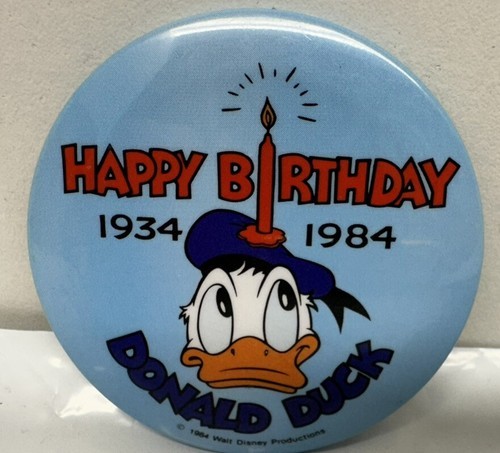 HAPPY BIRTHDAY
1934 1984
DONALD DUCK
© 1984 Walt Disney Productions